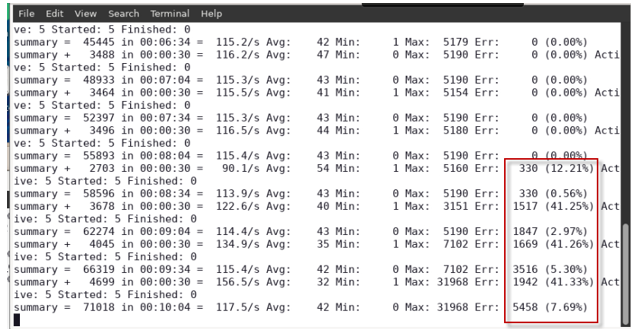 File Edit View Search Terminal Help
ve: 5 Started: 5 Finished: 0
summary = 45445 in 00:06:34 = 115.2/s Avg: 42 Min: 1 Max: 5179 Err: 0 (0.00%)
summary + 3488 in 00:00:30 = 116.2/s Avg: 47 Min: 0 Max: 5190 Err: 0 (0.00%) Acti
ve: 5 Started: 5 Finished: 0
summary = 48933 in 00:07:04 = 115.3/s Avg: 43 Min: 0 Max: 5190 Err: 0 (0.00%)
summary + 3464 in 00:00:30 = 115.5/s Avg: 41 Min: 1 Max: 5154 Err: 0 (0.00%) Acti
ve: 5 Started: 5 Finished: 0
summary = 52397 in 00:07:34 = 115.3/s Avg: 43 Min: 0 Max: 5190 Err: 0 (0.00%)
summary + 3496 in 00:00:30 = 116.5/s Avg: 44 Min: 1 Max: 5180 Err: 0 (0.00%) Acti
ve: 5 Started: 5 Finished: 0
summary = 55893 in 00:08:04 = 115.4/s Avg: 43 Min: 0 Max: 5190 Err: 0 (0.00%)
summary + 2703 in 00:00:30 = 90.1/s Avg: 54 Min: 1 Max: 5160 Err: 330 (12.21%) Act
ive: 5 Started: 5 Finished: 0
summary = 58596 in 00:08:34 = 113.9/s Avg: 43 Min: 0 Max: 5190 Err: 330 (0.56%)
summary + 3678 in 00:00:30 = 122.6/s Avg: 40 Min: 1 Max: 3151 Err: 1517 (41.25%) Act
ive: 5 Started: 5 Finished: 0
summary = 62274 in 00:09:04 = 114.4/s Avg: 43 Min: 0 Max: 5190 Err: 1847 (2.97%)
summary + 4045 in 00:00:30 = 134.9/s Avg: 35 Min: 1 Max: 7102 Err: 1669 (41.26%) Act
ive: 5 Started: 5 Finished: 0
summary = 66319 in 00:09:34 = 115.4/s Avg: 42 Min: 0 Max: 7102 Err: 3516 (5.30%)
summary + 4699 in 00:00:30 = 156.5/s Avg: 32 Min: 1 Max: 31968 Err: 1942 (41.33%) Act
ive: 5 Started: 5 Finished: 0
summary = 71018 in 00:10:04 = 117.5/s Avg: 42 Min: 0 Max: 31968 Err: 5458 (7.69%)